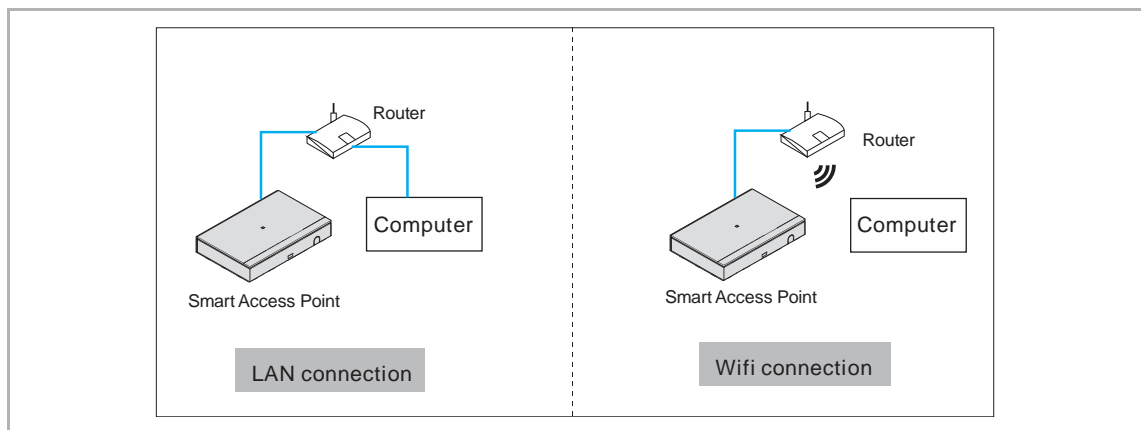 Router
Computer
Smart Access Point
LAN connection
Router
Computer
Smart Access Point
Wifi connection